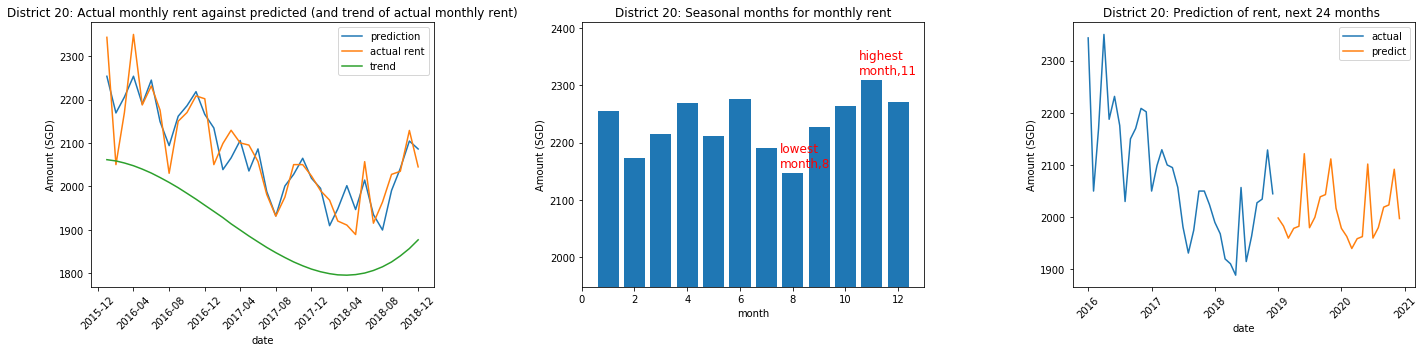 District 20: Actual monthly rent against predicted (and trend of actual monthly rent)
prediction
actual rent
trend
2300
2200
2100
2000
1900
1800
Amount (SGD)
2015-12
2016-04
2016-08
2016-12
2017-04
2017-08
2017-12
2018-04
2018-08
2018-12
date
District 20: Seasonal months for monthly rent
highest
month,11
lowest
month,8
2400
2300
2200
2100
2000
Amount (SGD)
0
2
4
6
8
10
12
month
District 20: Prediction of rent, next 24 months
actual
predict
2300
2200
2100
2000
1900
Amount (SGD)
2016
2017
2018
2019
2020
2021
date